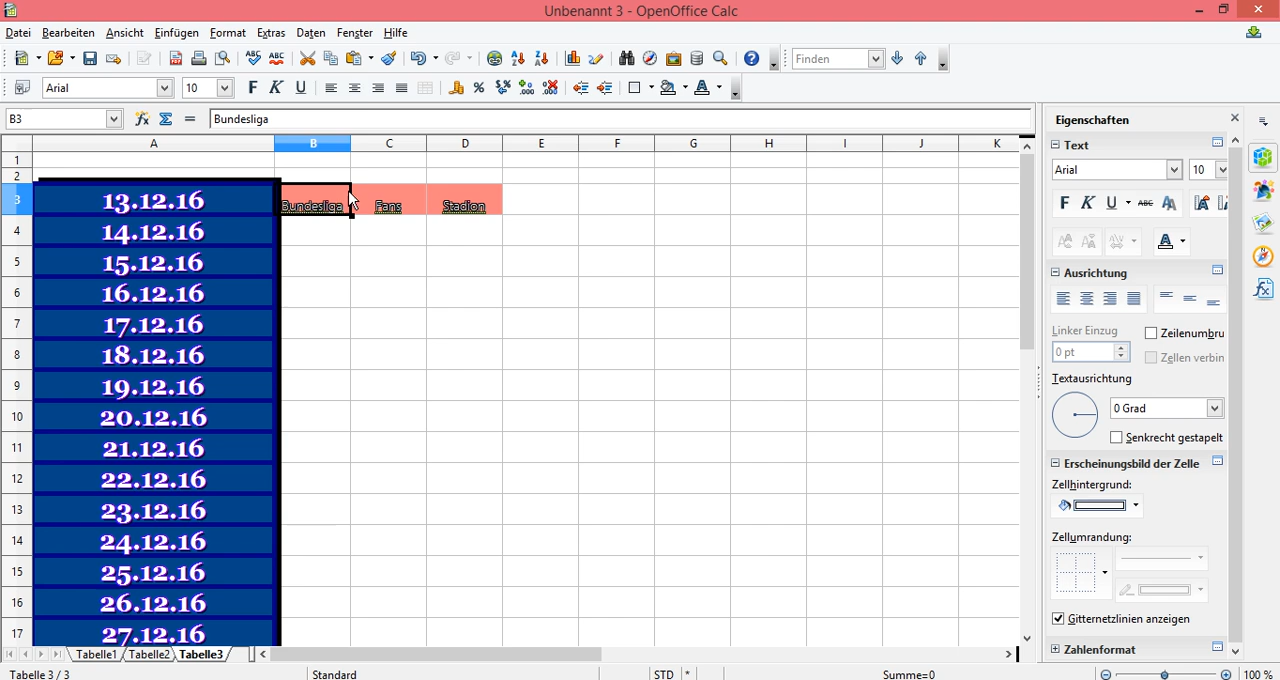 Unbenannt 3 - OpenOffice Calc
Datei Bearbeiten Ansicht Einfügen Format Extras Daten Fenster Hilfe
Finden
Arial 10 F K U
B3 Bundesliga
A B C D E F G H I J K
1
2
3 13.12.16 Bundesliga Fans Stadion
4 14.12.16
5 15.12.16
6 16.12.16
7 17.12.16
8 18.12.16
9 19.12.16
10 20.12.16
11 21.12.16
12 22.12.16
13 23.12.16
14 24.12.16
15 25.12.16
16 26.12.16
17 27.12.16
Tabelle1 Tabelle2 Tabelle3
Tabelle 3 / 3 Standard STD * Summe=0 100 %
Eigenschaften
Text
Arial 10
F K U ABC
Ausrichtung
Linker Einzug
0 pt
Zeilenumbru
Zellen verbin
Textausrichtung
0 Grad
Senkrecht gestapelt
Erscheinungsbild der Zelle
Zellhintergrund:
Zellumrandung:
Gitternetzlinien anzeigen
Zahlenformat